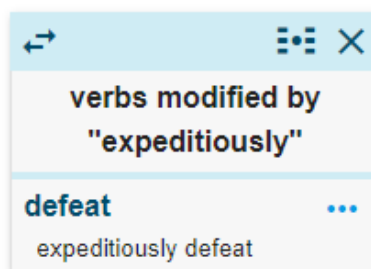 verbs modified by
"expeditiously"
defeat
expeditiously defeat